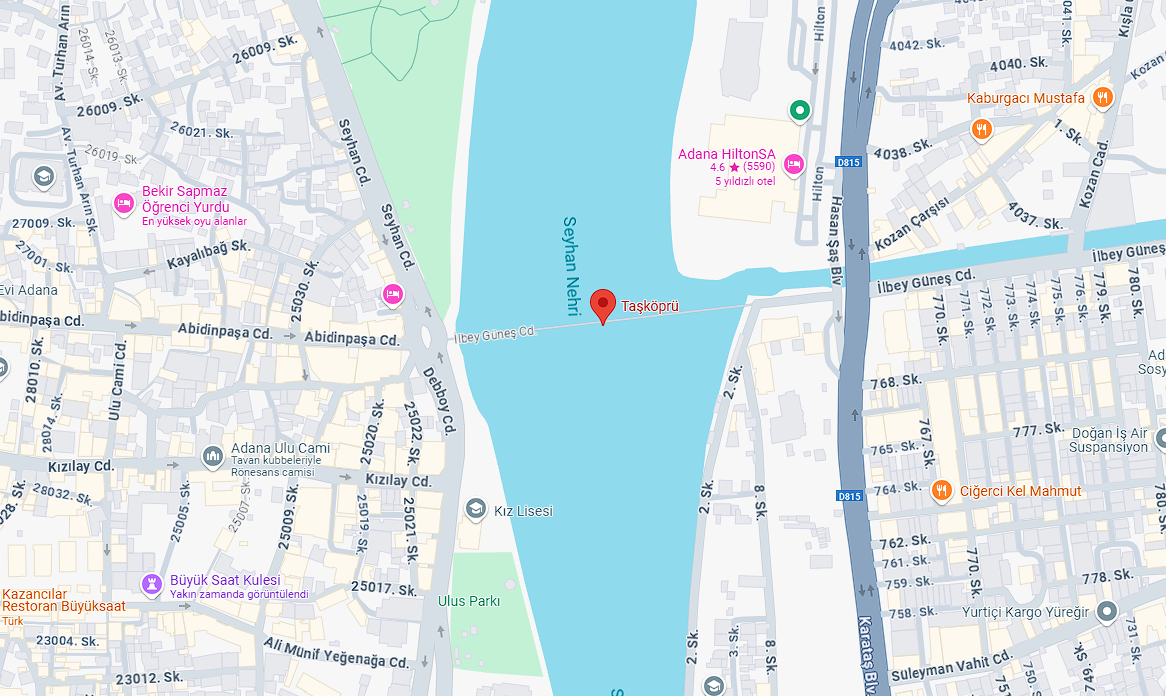 Av. Turhan Arın
26014. Sk.
26013. Sk.
26009. Sk.
26009. Sk.
26021. Sk.
26019. Sk.
Av. Turhan Arın Sk.
Seyhan Cd.
Seyhan Cd.
Hilton
Hilton
4042. Sk.
4040. Sk.
4041. Sk.
Kışla
Kozan
Kaburgacı Mustafa
1. Sk.
4038. Sk.
Kozan Cad.
Adana HiltonSA
4.6 ★ (5590)
5 yıldızlı otel
D815
Bekir Sapmaz
Öğrenci Yurdu
En yüksek oyu alanlar
27009. Sk.
27001. Sk.
Kayalıbağ Sk.
25030. Sk.
Kozan Çarşısı
4037. Sk.
Hasan Şaş Blv
Seyhan Nehri
Taşköprü
İlbey Güneş Cd
İlbey Güneş Cd.
İlbey Güneş
Evi Adana
Abidinpaşa Cd.
Abidinpaşa Cd.
Abidinpaşa Cd.
28010. Sk.
28014. Sk.
Ulu Cami Cd.
Debboy Cd.
770. Sk.
771. Sk.
772. Sk.
773. Sk.
774. Sk.
775. Sk.
776. Sk.
779. Sk.
780. Sk.
768. Sk.
767. Sk.
765. Sk.
777. Sk.
2. Sk.
25020. Sk.
25022. Sk.
Adana Ulu Cami
Tavan kubbeleriyle
Rönesans camisi
Kızılay Cd.
Kızılay Cd.
Doğan İş Air
Suspansiyon
764. Sk.
Ciğerci Kel Mahmut
D815
28032. Sk.
25005. Sk.
25007. Sk.
25009. Sk.
25019. Sk.
25021. Sk.
Kız Lisesi
2. Sk.
8. Sk.
762. Sk.
761. Sk.
759. Sk.
758. Sk.
770. Sk.
778. Sk.
780. Sk.
Büyük Saat Kulesi
Yakın zamanda görüntülendi
Kazancılar
Restoran Büyüksaat
Türk
25017. Sk.
Ulus Parkı
Yurtiçi Kargo Yüreğir
731. Sk.
23004. Sk.
23012. Sk.
Ali Münif Yeğenağa Cd.
2. Sk.
3. Sk.
8. Sk.
Karataş Blv
Süleyman Vahit Cd.
750. Sk.
749. Sk.